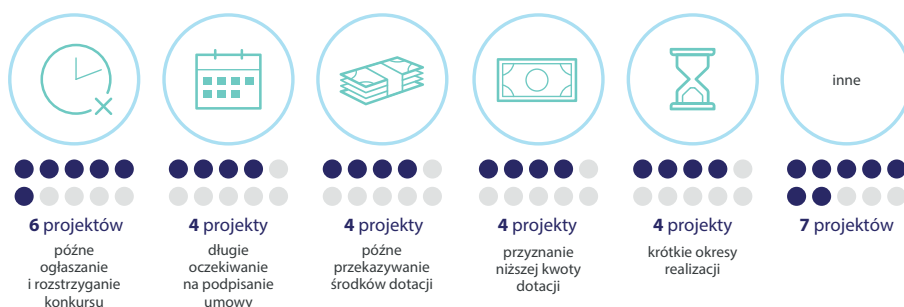 inne
6 projektów
późne
ogłaszanie
i rozstrzyganie
konkursu
4 projekty
długie
oczekiwanie
na podpisanie
umowy
4 projekty
późne
przekazywanie
środków dotacji
4 projekty
przyznanie
niższej kwoty
dotacji
4 projekty
krótkie okresy
realizacji
7 projektów